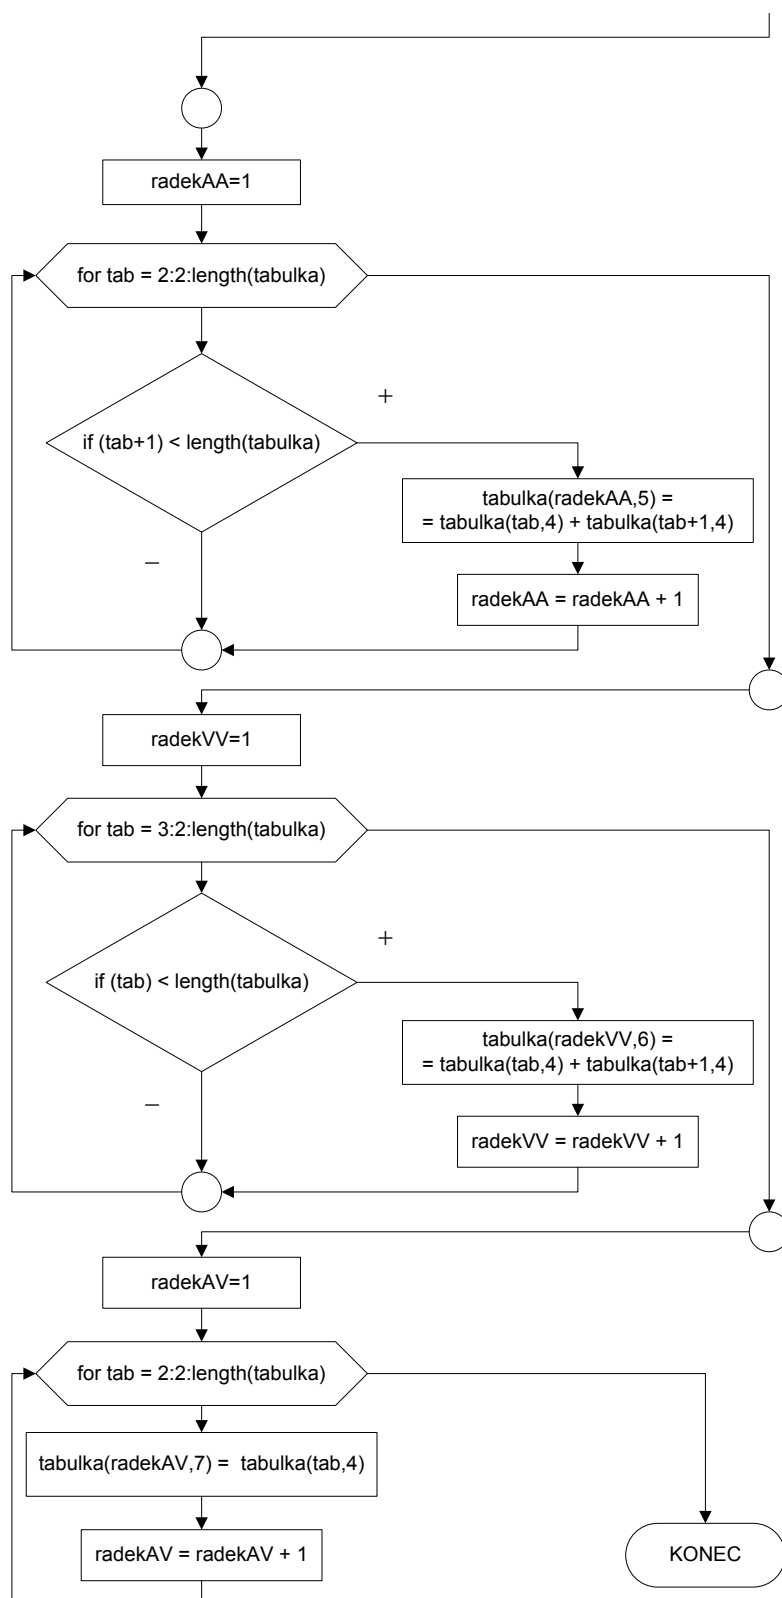 radekAA=1
for tab = 2:2:length(tabulka)
+
if (tab+1) < length(tabulka)
tabulka(radekAA,5) =
= tabulka(tab,4) + tabulka(tab+1,4)
–
radekAA = radekAA + 1
radekVV=1
for tab = 3:2:length(tabulka)
+
if (tab) < length(tabulka)
tabulka(radekVV,6) =
= tabulka(tab,4) + tabulka(tab+1,4)
–
radekVV = radekVV + 1
radekAV=1
for tab = 2:2:length(tabulka)
tabulka(radekAV,7) =  tabulka(tab,4)
radekAV = radekAV + 1
KONEC